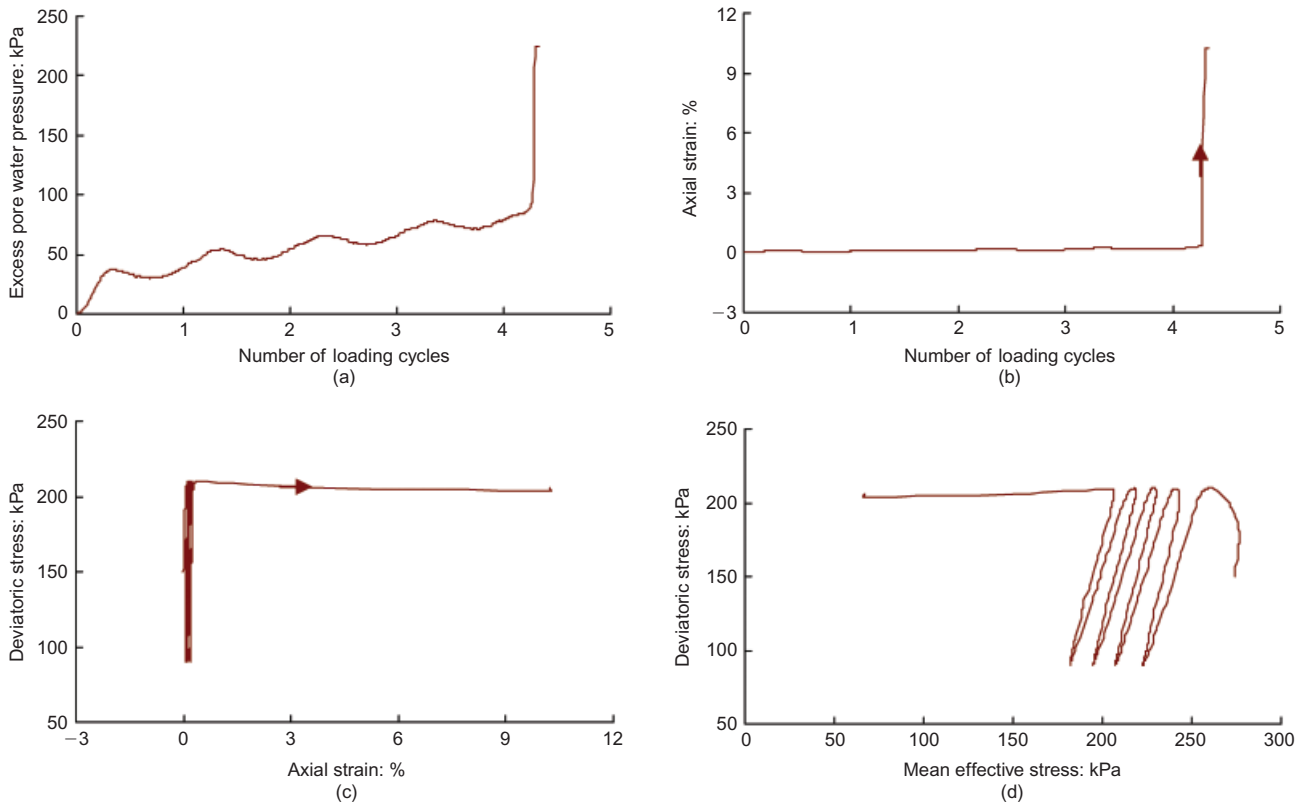 250
200
150
100
50
0
Excess pore water pressure: kPa
0 1 2 3 4 5
Number of loading cycles
(a)
12
9
6
3
0
−3
Axial strain: %
0 1 2 3 4 5
Number of loading cycles
(b)
250
200
150
100
50
Deviatoric stress: kPa
−3 0 3 6 9 12
Axial strain: %
(c)
250
200
150
100
50
Deviatoric stress: kPa
0 50 100 150 200 250 300
Mean effective stress: kPa
(d)